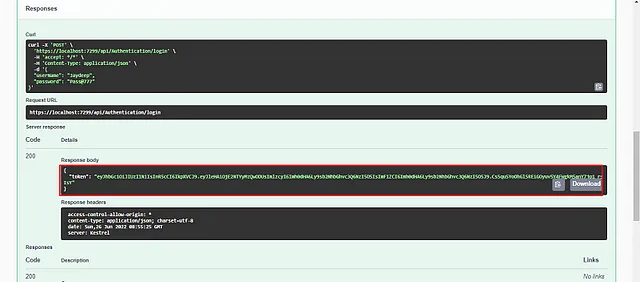 Responses
Curl
curl -X 'POST' \
'https://localhost:7299/api/Authentication/login' \
-H 'accept: */*' \
-H 'Content-Type: application/json' \
-d '{
"userName": "Jaydeep",
"password": "Pass@777"
}'
Request URL
https://localhost:7299/api/Authentication/login
Server response
Code Details
200
Response body
{
"token":
}
Download
Response headers
access-control-allow-origin: *
content-type: application/json; charset=utf-8
date: Sun,26 Jun 2022 08:55:25 GMT
server: Kestrel
Responses
Code Description Links
200 No links